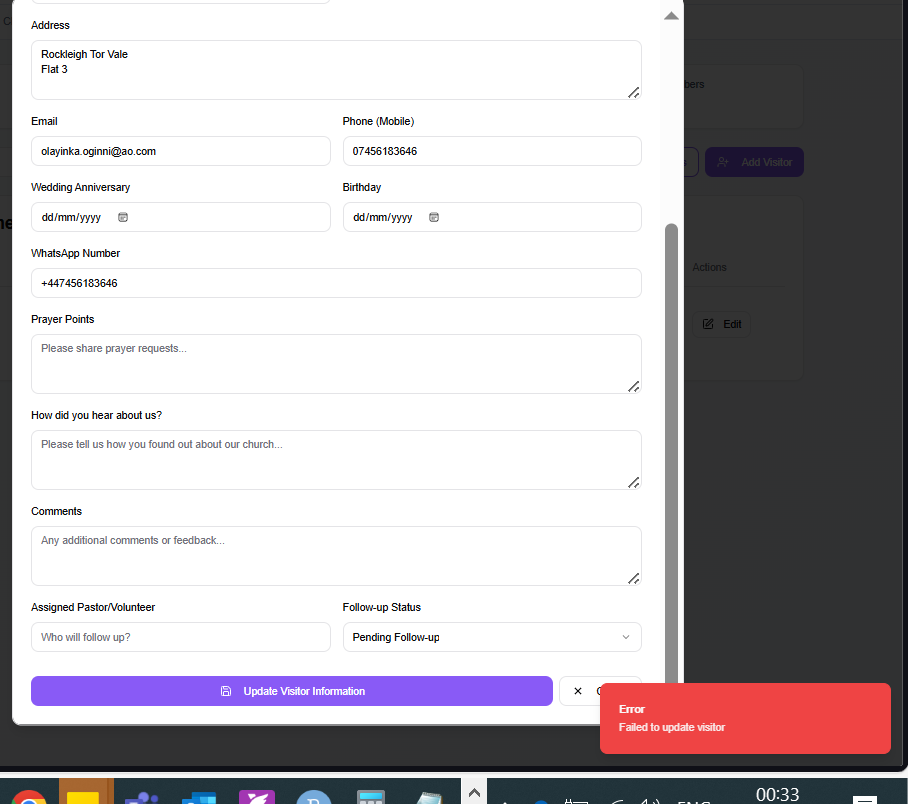 Address
Rockleigh Tor Vale
Flat 3
Email
Phone (Mobile)
olayinka.oginni@ao.com
07456183646
Add Visitor
Wedding Anniversary
Birthday
dd/mm/yyyy
dd/mm/yyyy
WhatsApp Number
Actions
+447456183646
Prayer Points
Edit
Please share prayer requests...
How did you hear about us?
Please tell us how you found out about our church...
Comments
Any additional comments or feedback...
Assigned Pastor/Volunteer
Follow-up Status
Who will follow up?
Pending Follow-up
Update Visitor Information
Error
Failed to update visitor
00:33